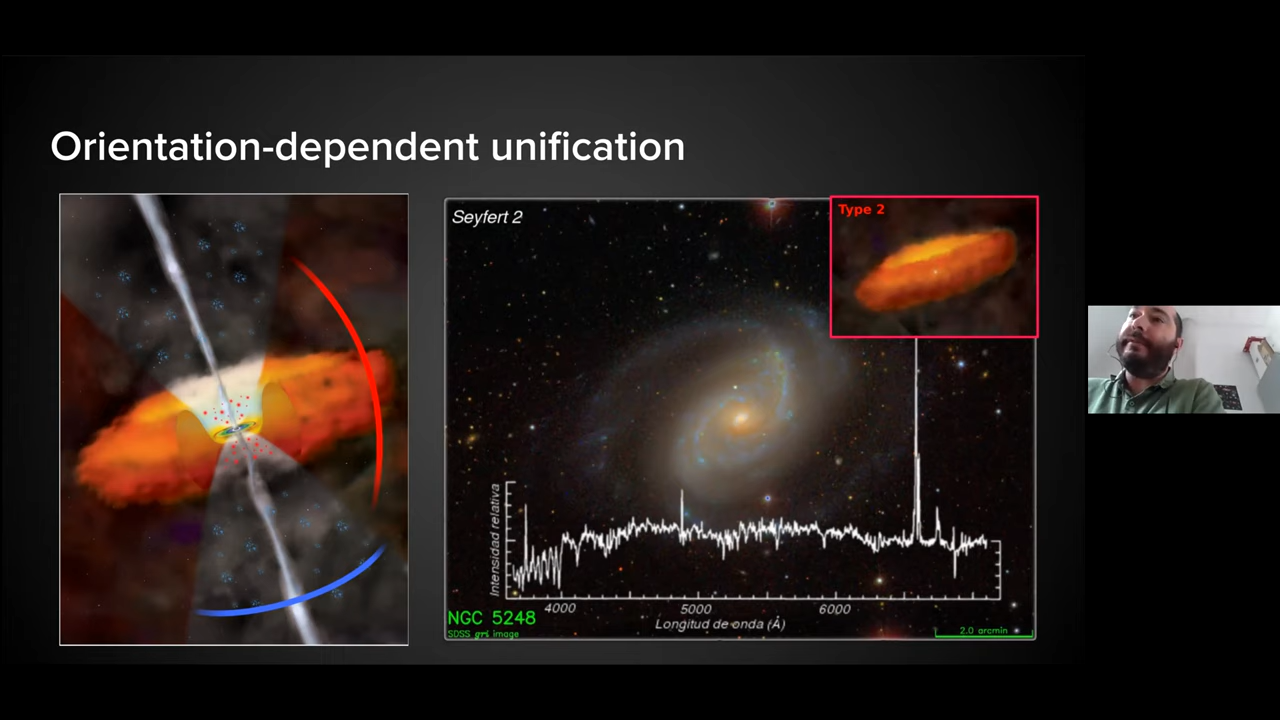 Orientation-dependent unification
Seyfert 2
Type 2
Intensidad relativa
4000
5000
6000
Longitud de onda (Å)
NGC 5248
SDSS gri image
2.0 arcmin